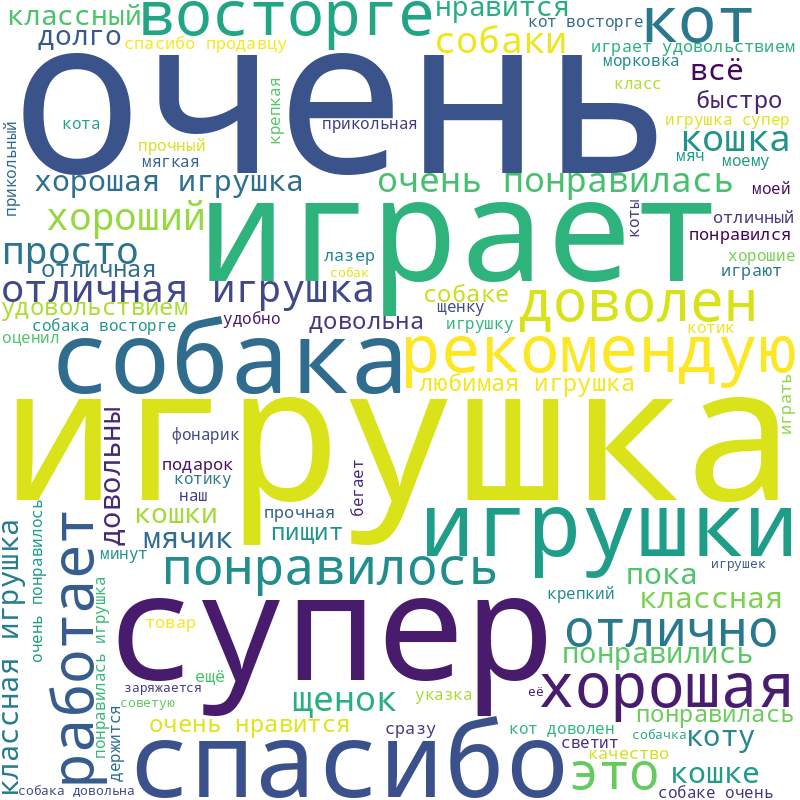 классный
восторге
нравится
кот восторге
кот
долго
спасибо продавцу
собаки
играет удовольствием
морковка
всё
очень
класс
быстро
крепкая
игрушка супер
кота
прикольная
кошка
прикольный
прочный
мягкая
мяч
моему
хорошая игрушка
очень понравилась
моей
играет
коты
хороший
отличный
понравился
просто
лазер
хорошие
отличная
собак
играют
отличная игрушка
собаке
доволен
удовольствием
щенку
удобно
довольна
игрушку
собака восторге
котик
оценил
собака
рекомендую
любимая игрушка
играть
игрушка
довольны
фонарик
подарок
бегает
котику
наш
кошки
прочная
игрушки
мячик
пищит
классная игрушка
очень понравилось
работает
минут
понравилось
игрушек
пока
понравилась игрушка
крепкий
классная
супер
товар
отлично
понравились
ещё
заряжается
советую
щенок
указка
её
хорошая
держится
очень нравится
сразу
кот доволен
понравилась
собачка
коту
светит
спасибо
качество
это
кошке
собака довольна
собаке очень